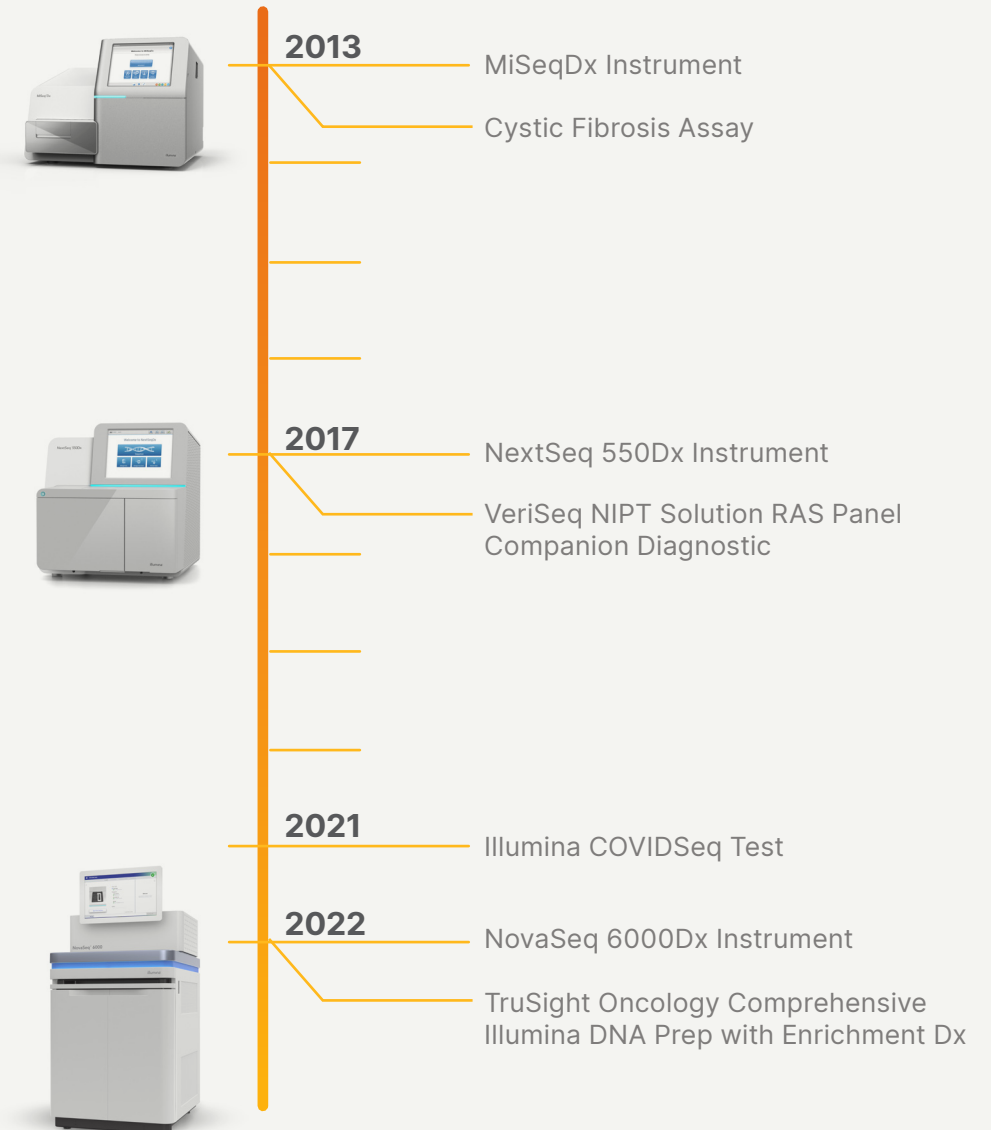 2013
MiSeqDx Instrument
Cystic Fibrosis Assay
2017
NextSeq 550Dx Instrument
VeriSeq NIPT Solution RAS Panel
Companion Diagnostic
2021
Illumina COVIDSeq Test
2022
NovaSeq 6000Dx Instrument
TruSight Oncology Comprehensive
Illumina DNA Prep with Enrichment Dx